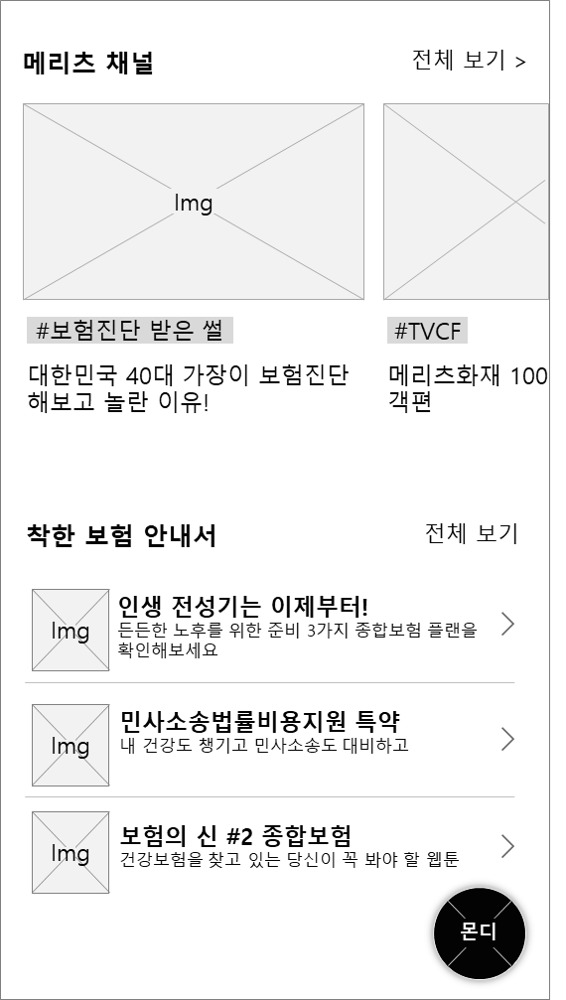 메리츠 채널
전체 보기 >
Img
#보험진단 받은 썰
대한민국 40대 가장이 보험진단
해보고 놀란 이유!
#TVCF
메리츠화재 100
객편
착한 보험 안내서
전체 보기
Img
인생 전성기는 이제부터!
든든한 노후를 위한 준비 3가지 종합보험 플랜을
확인해보세요
Img
민사소송법률비용지원 특약
내 건강도 챙기고 민사소송도 대비하고
Img
보험의 신 #2 종합보험
건강보험을 찾고 있는 당신이 꼭 봐야 할 웹툰
몬디